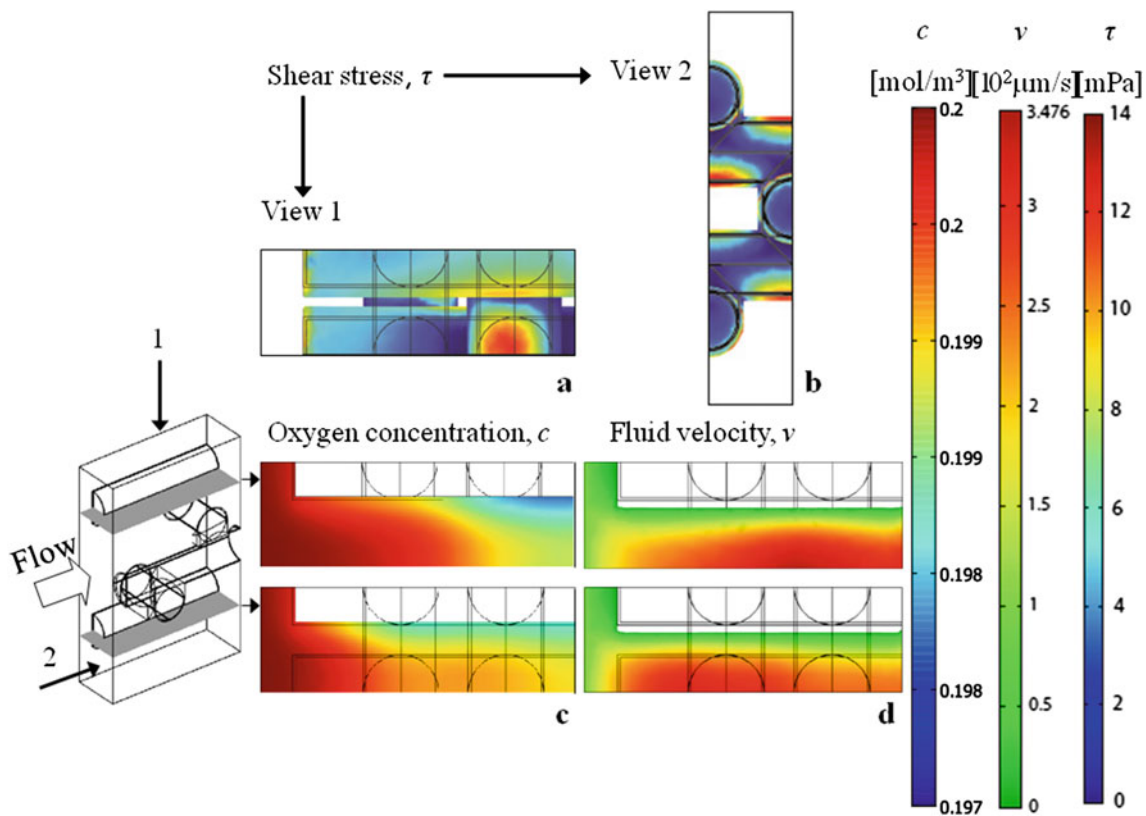 Shear stress, τ
View 2
View 1
a
b
c
v
τ
[mol/m³]
[10²μm/s]
[mPa]
0.2
0.2
0.199
0.199
0.198
0.198
0.197
3.476
3
2.5
2
1.5
1
0.5
0
14
12
10
8
6
4
2
0
1
Flow
2
Oxygen concentration, c
Fluid velocity, v
c
d